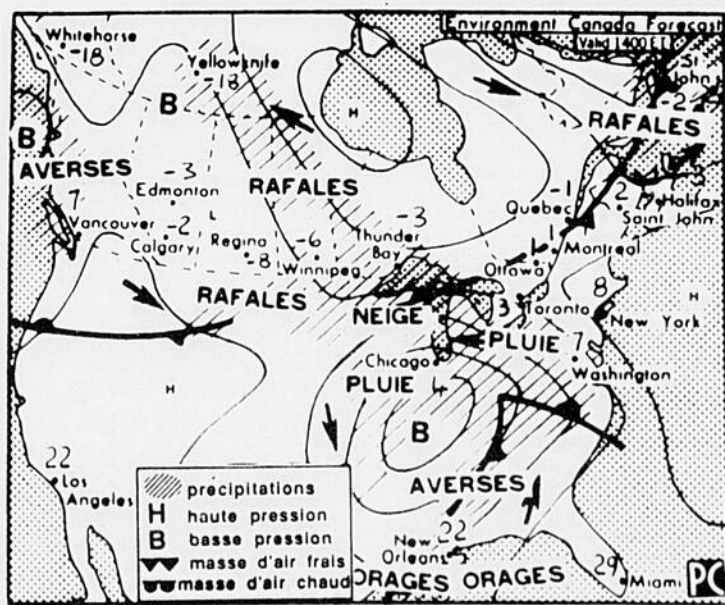 Environment Canada Forecast
Valid 1400 EST
Whitehorse
-18
Yellowknife
-18
St John's
-2
B
H
RAFALES
B
AVERSES
-3
Edmonton
RAFALES
7
Vancouver
-2
Calgary
L
Regina
-8
-6
Winnipeg
-3
Thunder Bay
-1
Quebec
2
Saint John
3
Halifax
1
Montreal
1
Ottawa
RAFALES
NEIGE
3
Toronto
8
New York
H
PLUIE
7
Washington
Chicago
4
PLUIE
H
B
22
Los Angeles
AVERSES
precipitations
H haute pression
B basse pression
masse d'air frais
masse d'air chaud
New Orleans
22
29
Miami
ORAGES ORAGES
PC